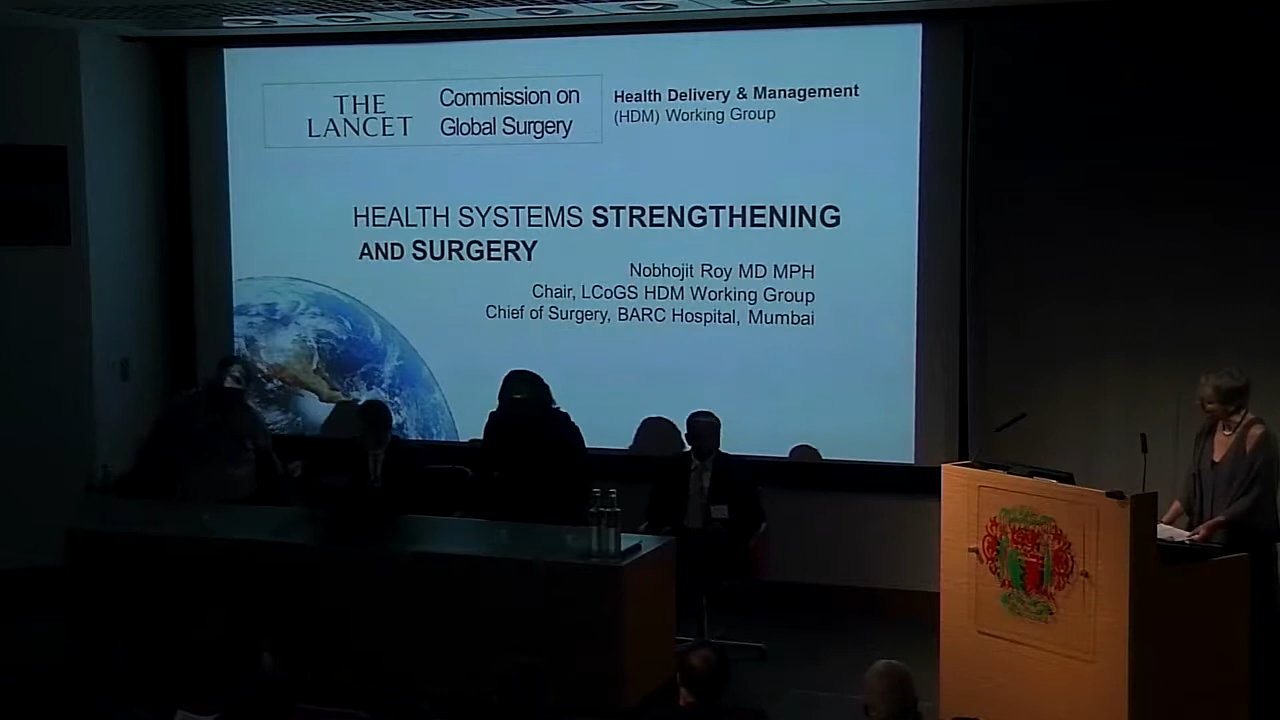 THE
LANCET
Commission on
Global Surgery
Health Delivery & Management
(HDM) Working Group
HEALTH SYSTEMS STRENGTHENING
AND SURGERY
Nobhojit Roy MD MPH
Chair, LCoGS HDM Working Group
Chief of Surgery, BARC Hospital, Mumbai